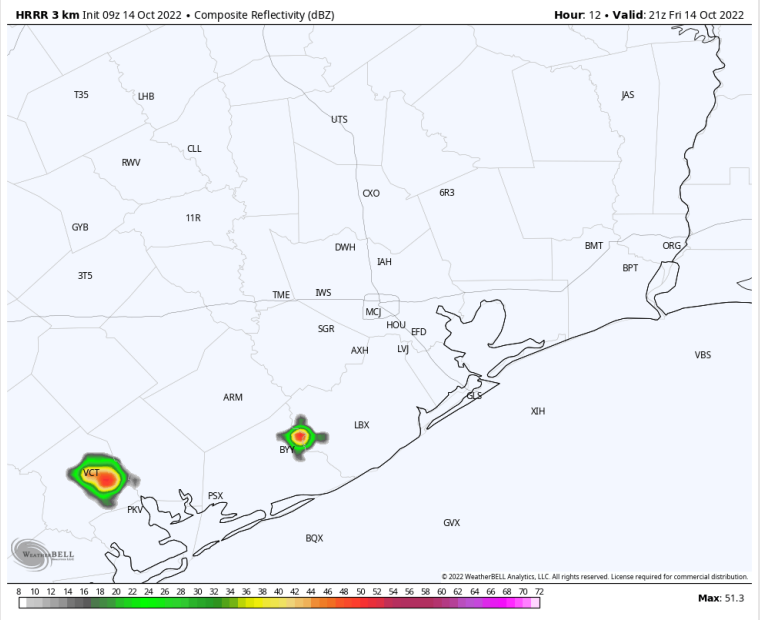 HRRR 3 km Init 09z 14 Oct 2022 • Composite Reflectivity (dBZ)
Hour: 12 • Valid: 21z Fri 14 Oct 2022
T35
LHB
JAS
UTS
CLL
RWV
CXO
6R3
11R
GYB
DWH
BMT
ORG
IAH
BPT
3T5
TME
IWS
MCJ
SGR
HOU
EFD
AXH
LVJ
VBS
ARM
GLS
XIH
LBX
BYY
VCT
PSX
PKV
GVX
BQX
WEATHERBELL
© 2022 WeatherBELL Analytics, LLC. All rights reserved. License required for commercial distribution.
8 10 12 14 16 18 20 22 24 26 28 30 32 34 36 38 40 42 44 46 48 50 52 54 56 58 60 62 64 66 68 70 72
Max: 51.3